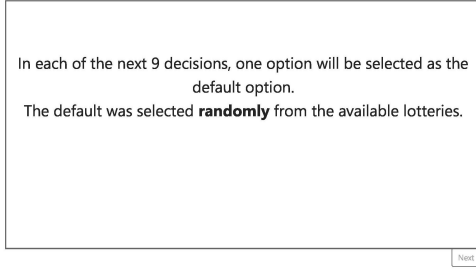 In each of the next 9 decisions, one option will be selected as the
default option.
The default was selected randomly from the available lotteries.
Next